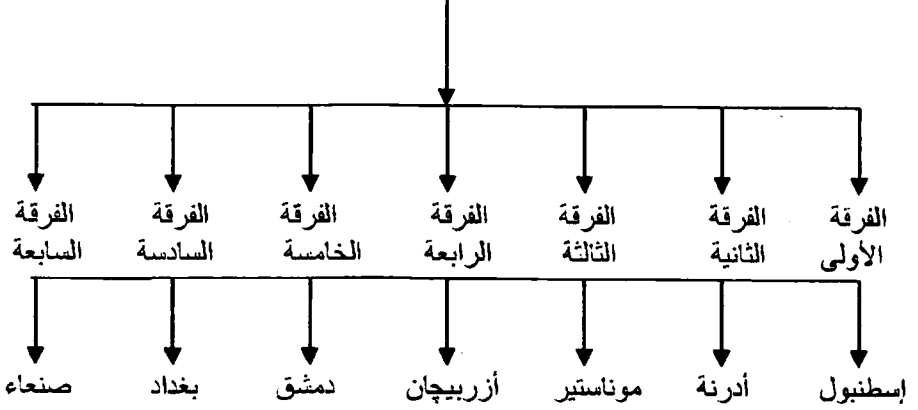 الفرقة الفرقة الفرقة الفرقة الفرقة الفرقة الفرقة
الأولى الثانية الثالثة الرابعة الخامسة السادسة السابعة
إسطنبول أدرنة موناستير أزربيچان دمشق بغداد صنعاء